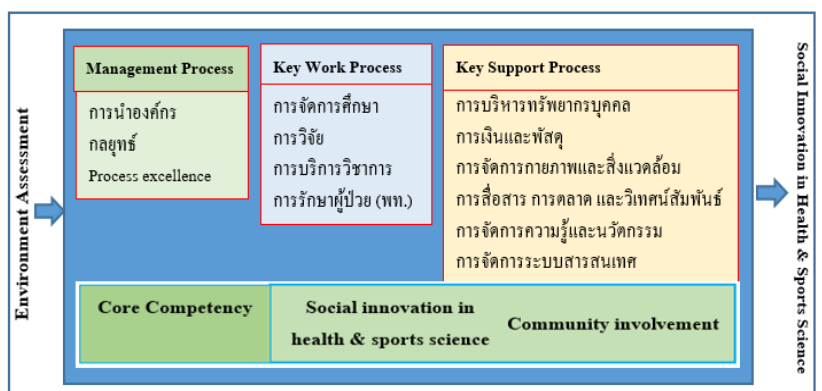 Environment Assessment
Management Process
การนำองค์กร
กลยุทธ์
Process excellence
Key Work Process
การจัดการศึกษา
การวิจัย
การบริการวิชาการ
การรักษาผู้ป่วย (พท.)
Key Support Process
การบริหารทรัพยากรบุคคล
การเงินและพัสดุ
การจัดการกายภาพและสิ่งแวดล้อม
การสื่อสาร การตลาด และวิเทศน์สัมพันธ์
การจัดการความรู้และนวัตกรรม
การจัดการระบบสารสนเทศ
Core Competency
Social innovation in
health & sports science
Community involvement
Social Innovation in Health & Sports Science